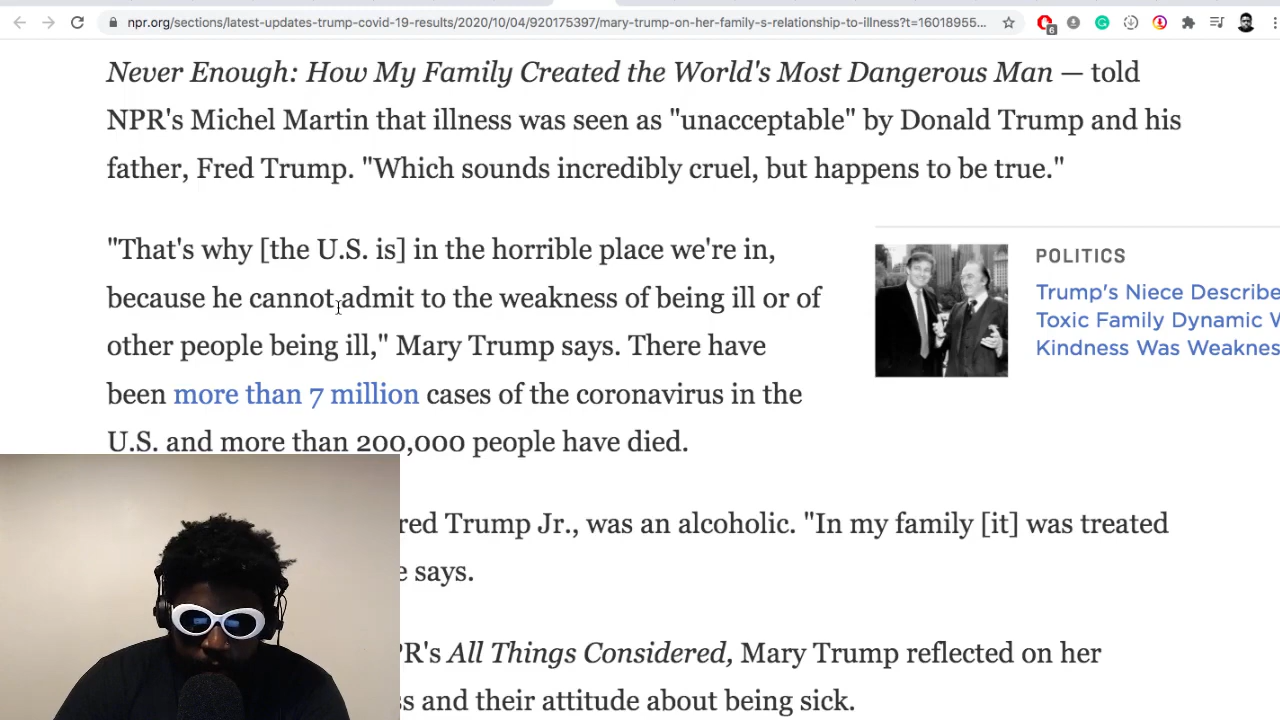 npr.org/sections/latest-updates-trump-covid-19-results/2020/10/04/920175397/mary-trump-on-her-family-s-relationship-to-illness?t=16018955...
6
Never Enough: How My Family Created the World's Most Dangerous Man — told
NPR's Michel Martin that illness was seen as "unacceptable" by Donald Trump and his
father, Fred Trump. "Which sounds incredibly cruel, but happens to be true."
"That's why [the U.S. is] in the horrible place we're in,
because he cannot admit to the weakness of being ill or of
other people being ill," Mary Trump says. There have
been more than 7 million cases of the coronavirus in the
U.S. and more than 200,000 people have died.
POLITICS
Trump's Niece Describe
Toxic Family Dynamic W
Kindness Was Weaknes
red Trump Jr., was an alcoholic. "In my family [it] was treated
e says.
PR's All Things Considered, Mary Trump reflected on her
s and their attitude about being sick.